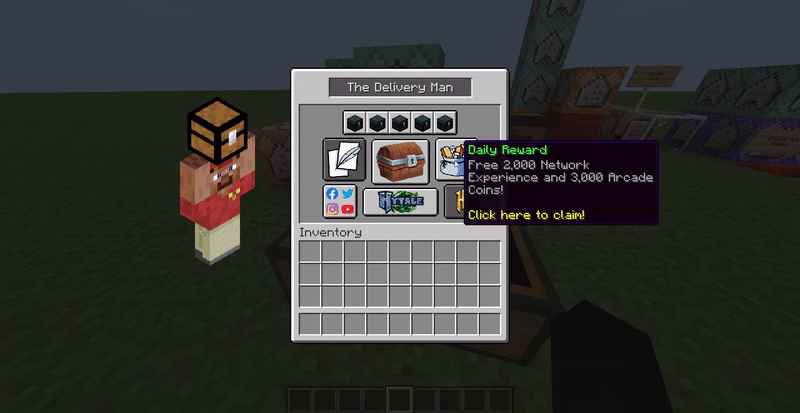 The Delivery Man
Daily Reward
Free 2,000 Network
Experience and 3,000 Arcade
Coins!
Click here to claim!
HYTALE
Inventory